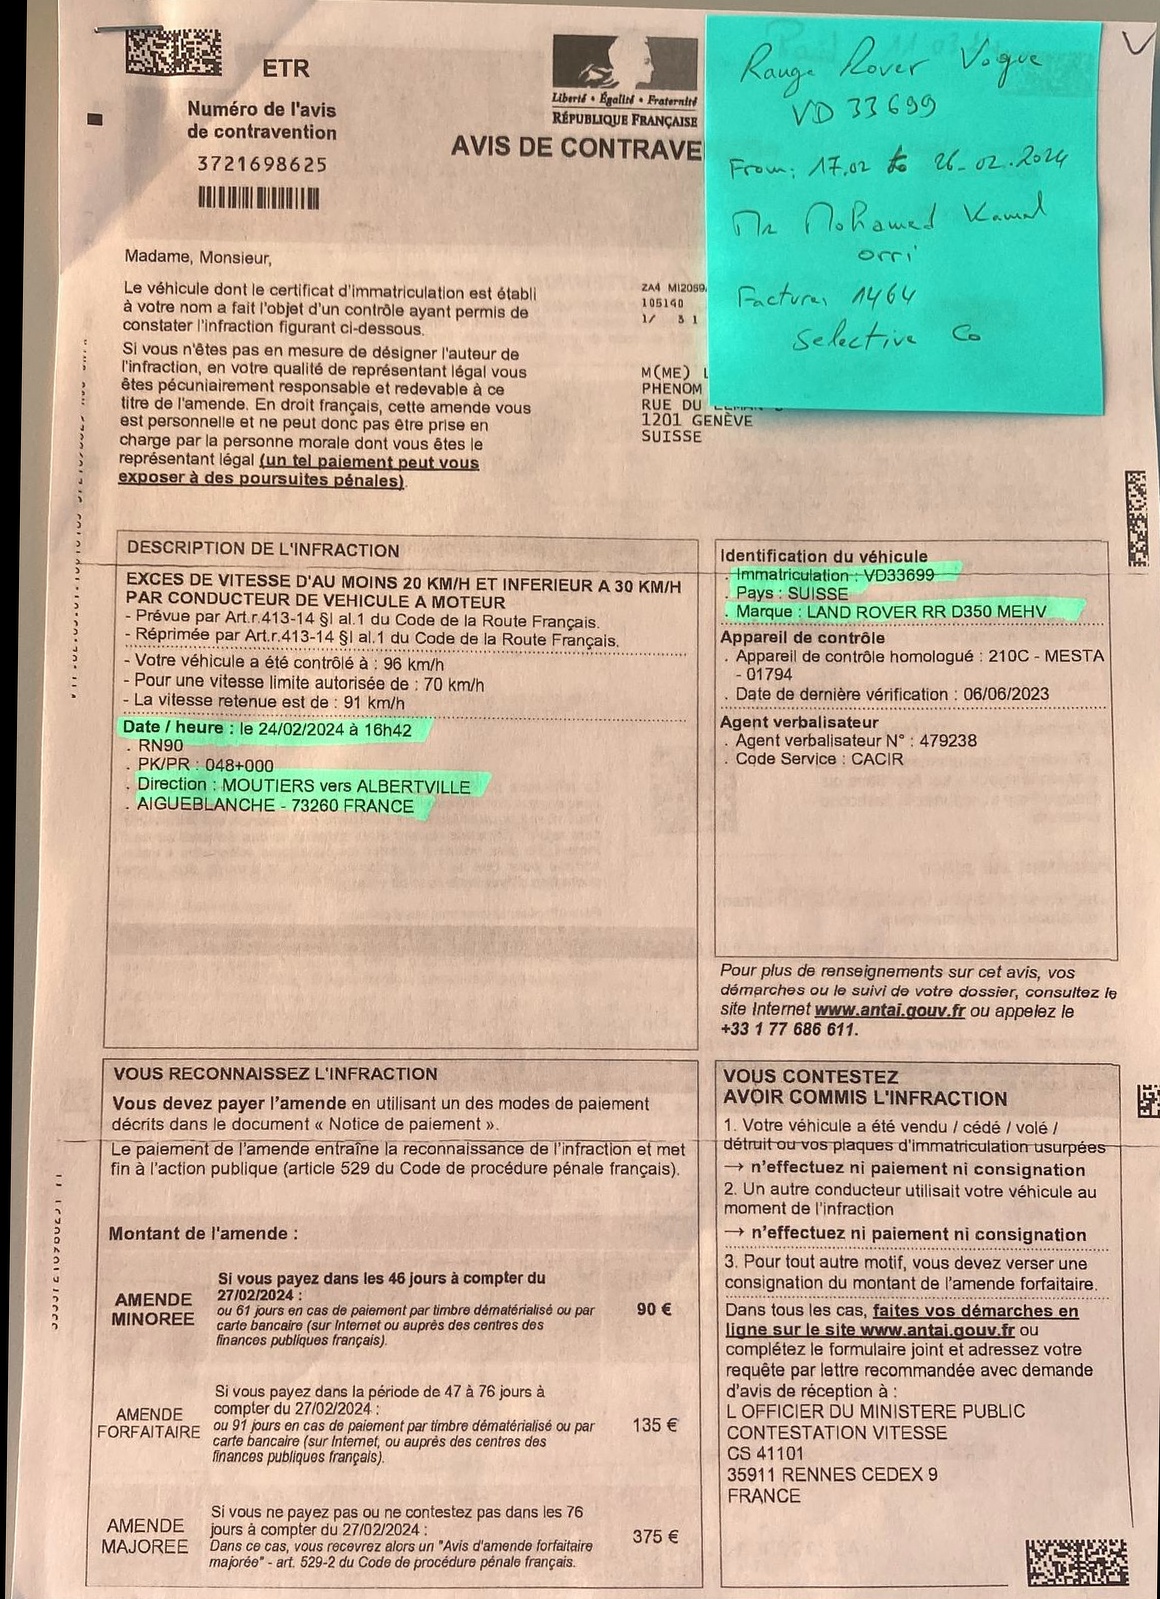 ETR
Numéro de l'avis
de contravention
3721698625
Liberté • Égalité • Fraternité
RÉPUBLIQUE FRANÇAISE
AVIS DE CONTRAVE
Range Rover Vogue
VD 33699
From: 17.02 to 26-02.2024
Mr Mohamed Kamal
orri
Facture: 1464
Selective Co
Madame, Monsieur,
Le véhicule dont le certificat d'immatriculation est établi
à votre nom a fait l'objet d'un contrôle ayant permis de
constater l'infraction figurant ci-dessous.
Si vous n'êtes pas en mesure de désigner l'auteur de
l'infraction, en votre qualité de représentant légal vous
êtes pécuniairement responsable et redevable à ce
titre de l'amende. En droit français, cette amende vous
est personnelle et ne peut donc pas être prise en
charge par la personne morale dont vous êtes le
représentant légal (un tel paiement peut vous
exposer à des poursuites pénales).
ZA4 MI2059
105140
1/ 3 1
M(ME) L
PHENOM
RUE DU
1201 GENÈVE
SUISSE
DESCRIPTION DE L'INFRACTION
EXCES DE VITESSE D'AU MOINS 20 KM/H ET INFERIEUR A 30 KM/H
PAR CONDUCTEUR DE VEHICULE A MOTEUR
- Prévue par Art.r.413-14 §I al.1 du Code de la Route Français.
- Réprimée par Art.r.413-14 §I al.1 du Code de la Route Français.
- Votre véhicule a été contrôlé à : 96 km/h
- Pour une vitesse limite autorisée de : 70 km/h
- La vitesse retenue est de : 91 km/h
Date / heure : le 24/02/2024 à 16h42
. RN90
. PK/PR : 048+000
. Direction : MOUTIERS vers ALBERTVILLE
. AIGUEBLANCHE - 73260 FRANCE
Identification du véhicule
. Immatriculation : VD33699
. Pays : SUISSE
. Marque : LAND ROVER RR D350 MEHV
Appareil de contrôle
. Appareil de contrôle homologué : 210C - MESTA
- 01794
. Date de dernière vérification : 06/06/2023
Agent verbalisateur
. Agent verbalisateur N° : 479238
. Code Service : CACIR
Pour plus de renseignements sur cet avis, vos
démarches ou le suivi de votre dossier, consultez le
site Internet www.antai.gouv.fr ou appelez le
+33 1 77 686 611.
VOUS RECONNAISSEZ L'INFRACTION
Vous devez payer l'amende en utilisant un des modes de paiement
décrits dans le document « Notice de paiement ».
Le paiement de l'amende entraîne la reconnaissance de l'infraction et met
fin à l'action publique (article 529 du Code de procédure pénale français).
Montant de l'amende :
AMENDE
MINOREE
Si vous payez dans les 46 jours à compter du
27/02/2024 :
ou 61 jours en cas de paiement par timbre dématérialisé ou par
carte bancaire (sur Internet ou auprès des centres des
finances publiques français).
90 €
AMENDE
FORFAITAIRE
Si vous payez dans la période de 47 à 76 jours à
compter du 27/02/2024 :
ou 91 jours en cas de paiement par timbre dématérialisé ou par
carte bancaire (sur Internet, ou auprès des centres des
finances publiques français).
135 €
AMENDE
MAJOREE
Si vous ne payez pas ou ne contestez pas dans les 76
jours à compter du 27/02/2024 :
Dans ce cas, vous recevrez alors un "Avis d'amende forfaitaire
majorée" - art. 529-2 du Code de procédure pénale français.
375 €
VOUS CONTESTEZ
AVOIR COMMIS L'INFRACTION
1. Votre véhicule a été vendu / cédé / volé /
détruit ou vos plaques d'immatriculation usurpées
→ n'effectuez ni paiement ni consignation
2. Un autre conducteur utilisait votre véhicule au
moment de l'infraction
→ n'effectuez ni paiement ni consignation
3. Pour tout autre motif, vous devez verser une
consignation du montant de l'amende forfaitaire.
Dans tous les cas, faites vos démarches en
ligne sur le site www.antai.gouv.fr ou
complétez le formulaire joint et adressez votre
requête par lettre recommandée avec demande
d'avis de réception à :
L OFFICIER DU MINISTERE PUBLIC
CONTESTATION VITESSE
CS 41101
35911 RENNES CEDEX 9
FRANCE